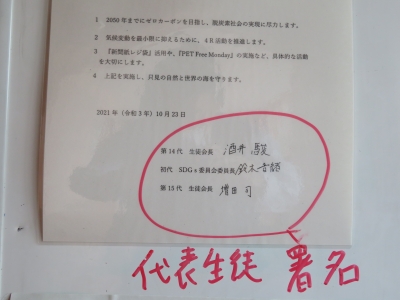 1　2050年までにゼロカーボンを目指し、脱炭素社会の実現に尽力します。
2　気候変動を最小限に抑えるために、4R活動を推進します。
3　『新聞紙レジ袋』活用や、『PET Free Monday』の実施など、具体的な活動
を大切にします。
4　上記を実施し、只見の自然と世界の海を守ります。
2021年（令和3年）10月23日
第14代　生徒会長　酒井 駿
初代　SDGs委員会委員長 鈴木
第15代　生徒会長　増田 司
代表生徒 署名